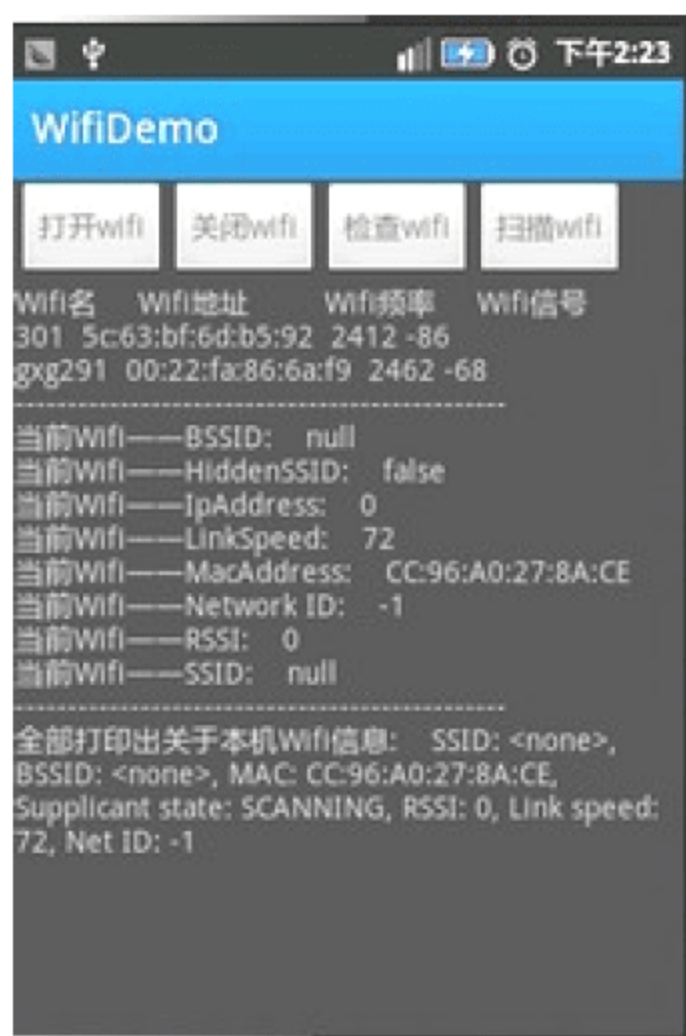 下午2:23
WifiDemo
打开wifi 关闭wifi 检查wifi 扫描wifi
Wifi名 Wifi地址 Wifi频率 Wifi信号
301 5c:63:bf:6d:b5:92 2412 -86
gxg291 00:22:fa:86:6a:f9 2462 -68
--------------------------------------------------
当前Wifi——BSSID: null
当前Wifi——HiddenSSID: false
当前Wifi——IpAddress: 0
当前Wifi——LinkSpeed: 72
当前Wifi——MacAddress: CC:96:A0:27:8A:CE
当前Wifi——Network ID: -1
当前Wifi——RSSI: 0
当前Wifi——SSID: null
--------------------------------------------------
全部打印出关于本机Wifi信息: SSID: <none>,
BSSID: <none>, MAC: CC:96:A0:27:8A:CE,
Supplicant state: SCANNING, RSSI: 0, Link speed:
72, Net ID: -1